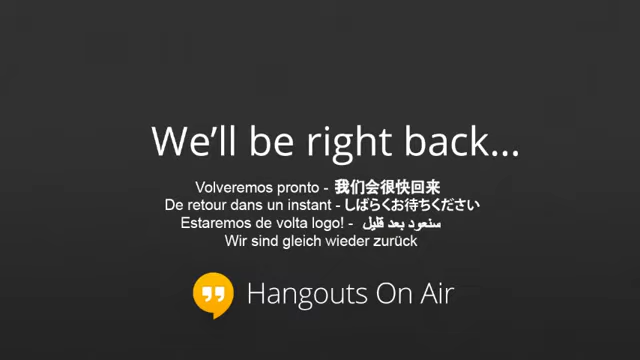 We'll be right back...
Volveremos pronto - 我们会很快回来
De retour dans un instant - しばらくお待ちください
Estaremos de volta logo! - سنعود بعد قليل
Wir sind gleich wieder zurück
Hangouts On Air